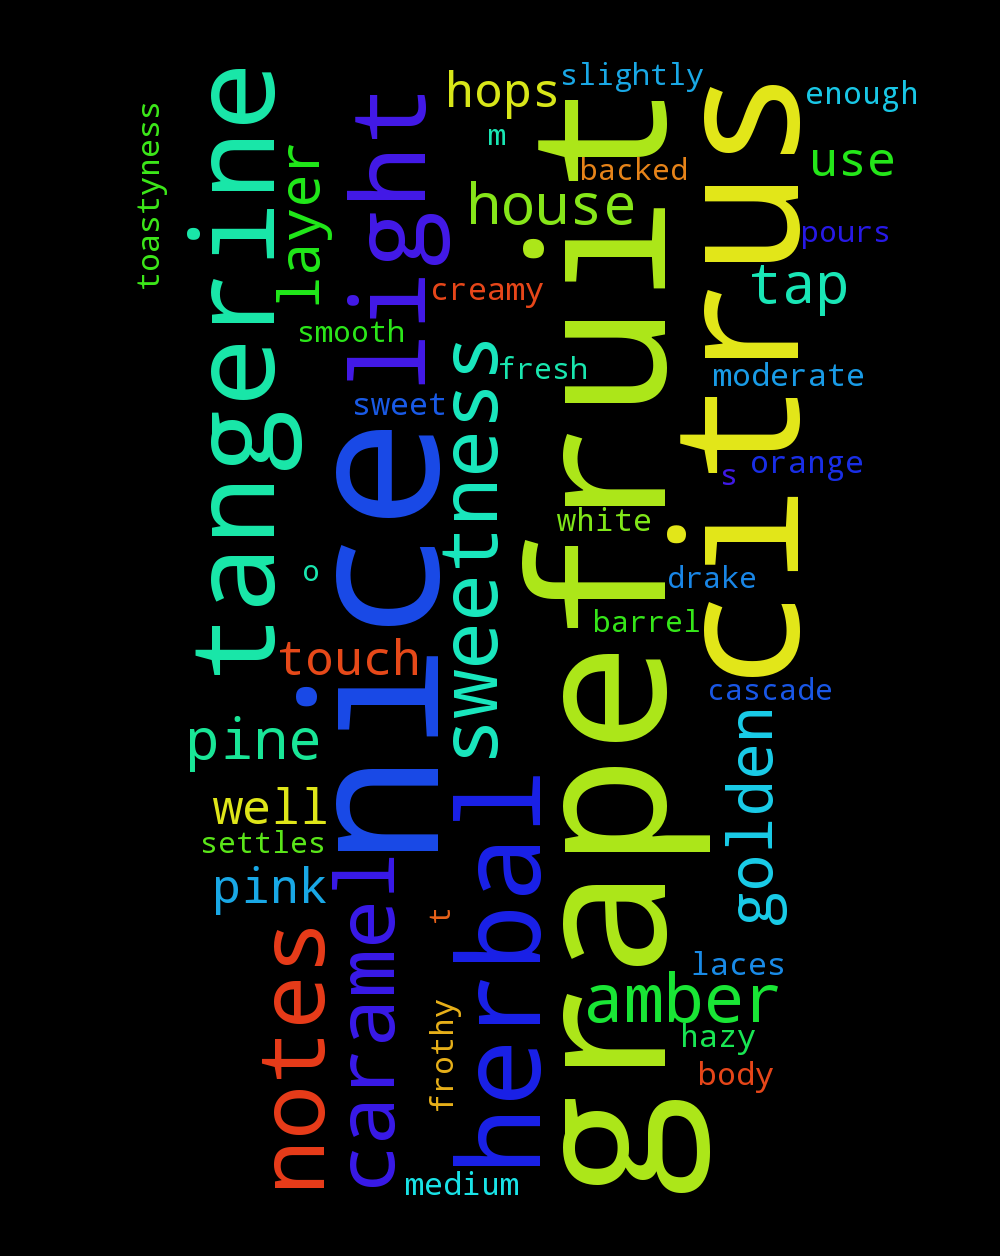 slightly
hops
enough
m
toastyness
tangerine
layer
light
backed
use
house
grapefruit
citrus
pours
creamy
tap
smooth
fresh
moderate
sweet
sweetness
orange
s
nice
white
o
drake
barrel
touch
cascade
pine
golden
well
settles
pink
herbal
caramel
t
notes
laces
amber
frothy
hazy
body
medium